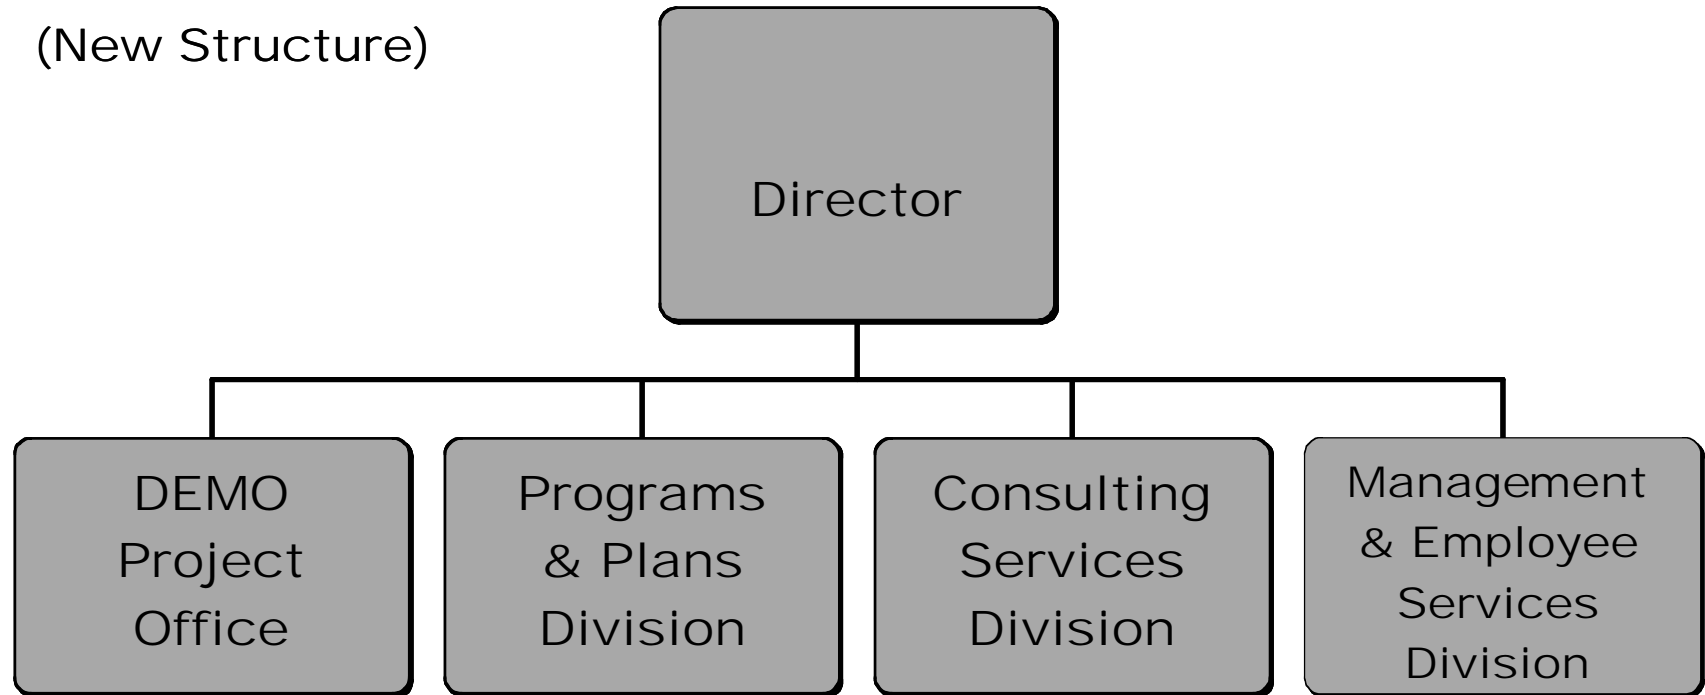 (New Structure)
Director
DEMO
Project
Office
Programs
& Plans
Division
Consulting
Services
Division
Management
& Employee
Services
Division